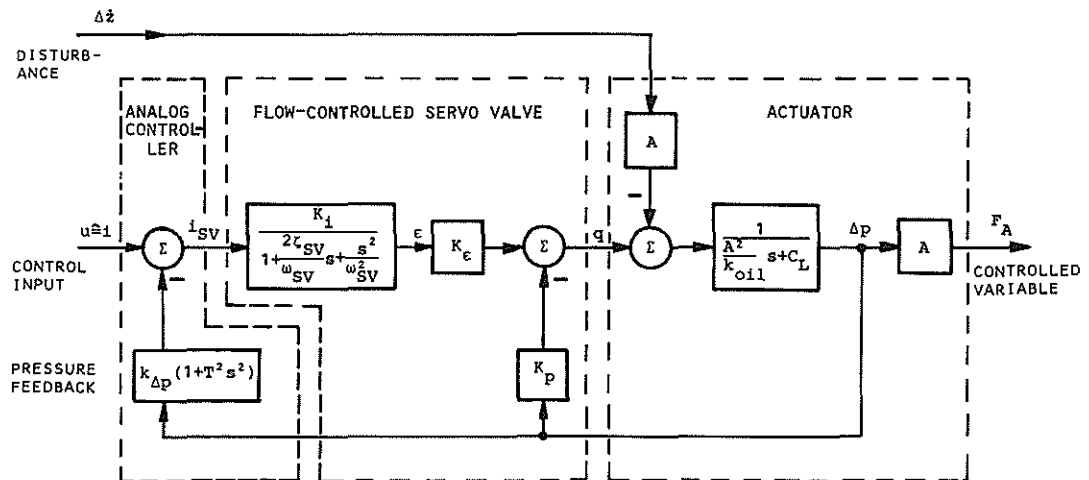 Δż
DISTURB-
ANCE
ANALOG
CONTROL-
LER
FLOW-CONTROLLED SERVO VALVE
ACTUATOR
A
u≙i
CONTROL
INPUT
Σ
−
i_SV
K_i
1+2ζ_SV/ω_SV s+s²/ω²_SV
ε
K_ε
Σ
−
q
−
Σ
1
A²/k_oil s+C_L
Δp
A
F_A
CONTROLLED
VARIABLE
PRESSURE
FEEDBACK
k_Δp(1+T²s²)
K_p